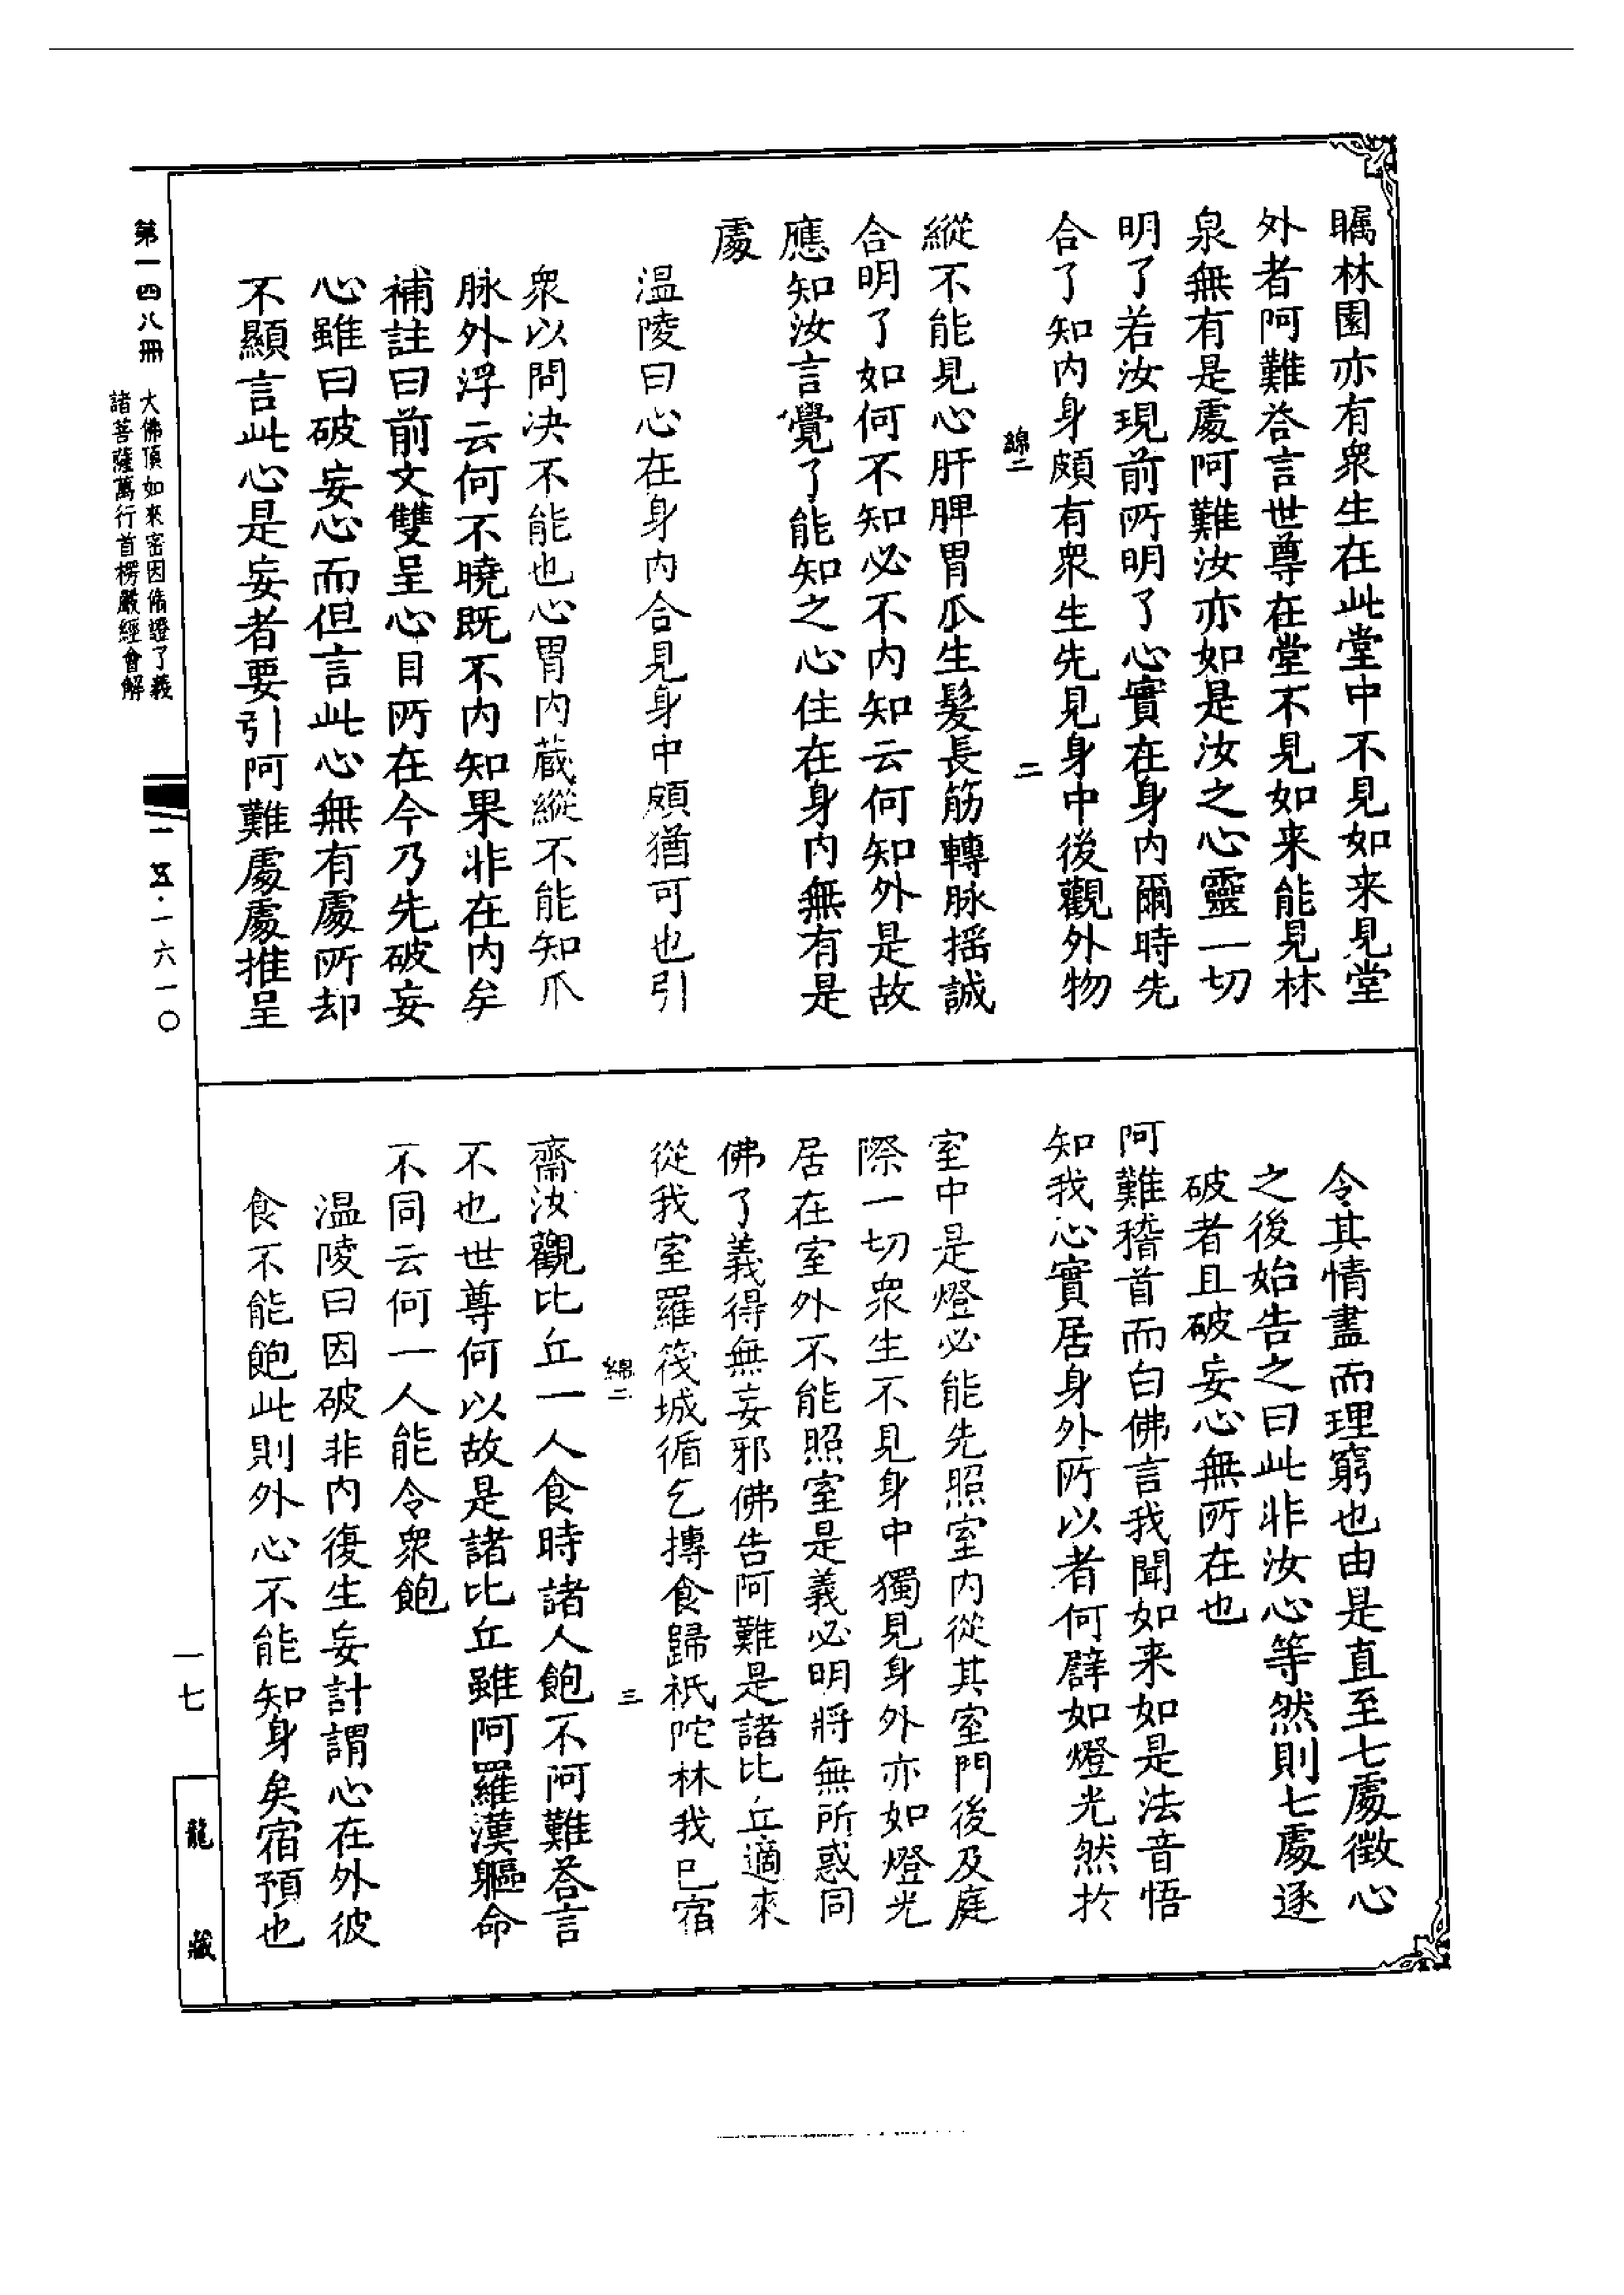 矚林園亦有衆生在此堂中不見如来見堂
外者阿難答言世尊在堂不見如来能見林
泉無有是處阿難汝亦如是汝之心靈一切
明了若汝現前所明了心實在身内爾時先
合了知内身頗有衆生先見身中後觀外物
綿二
二
縱不能見心肝脾胃瓜生髮長筋轉脉摇誠
合明了如何不知必不内知云何知外是故
應知汝言覺了能知之心住在身内無有是
處
温陵曰心在身内合見身中頗猶可也引
衆以問决不能也心胃内蔵縱不能知爪
脉外浮云何不曉既不内知果非在内矣
補註曰前文雙呈心目所在今乃先破妄
心雖曰破妄心而但言此心無有處所却
不顯言此心是妄者要引阿難處處推呈
令其情盡而理窮也由是直至七處徴心
之後始告之曰此非汝心等然則七處逐
破者且破妄心無所在也
阿難稽首而白佛言我聞如来如是法音悟
知我心實居身外所以者何辟如燈光然於
室中是燈必能先照室内從其室門後及庭
際一切衆生不見身中獨見身外亦如燈光
居在室外不能照室是義必明將無所惑同
佛了義得無妄邪佛告阿難是諸比丘適來
從我室羅筏城循乞摶食歸祇陀林我已宿
綿二
三
齋汝觀比丘一人食時諸人飽不阿難答言
不也世尊何以故是諸比丘雖阿羅漢軀命
不同云何一人能令衆飽
温陵曰因破非内復生妄計謂心在外彼
食不能飽此則外心不能知身矣宿預也
第一四八冊
大佛頂如來密因脩證了義
諸菩薩萬行首楞嚴經會解
一五·一六一〇
一七
龍藏